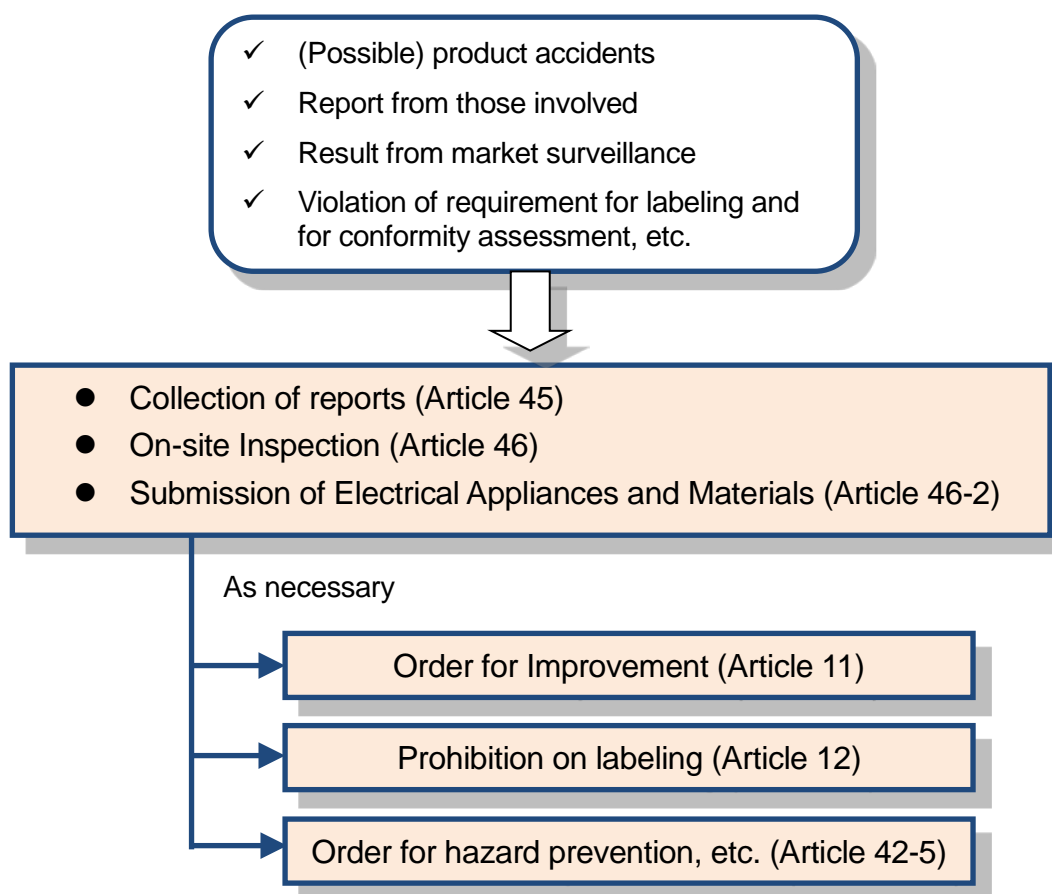 ✓ (Possible) product accidents
✓ Report from those involved
✓ Result from market surveillance
✓ Violation of requirement for labeling and
for conformity assessment, etc.
● Collection of reports (Article 45)
● On-site Inspection (Article 46)
● Submission of Electrical Appliances and Materials (Article 46-2)
As necessary
Order for Improvement (Article 11)
Prohibition on labeling (Article 12)
Order for hazard prevention, etc. (Article 42-5)